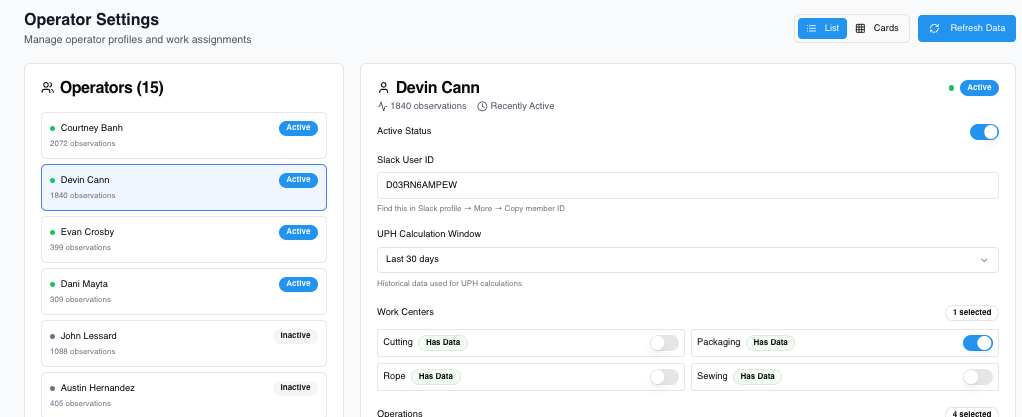 Operator Settings
Manage operator profiles and work assignments
List
Cards
Refresh Data
Operators (15)
Courtney Banh
Active
2072 observations
Devin Cann
Active
1840 observations
Evan Crosby
Active
399 observations
Dani Mayta
Active
309 observations
John Lessard
Inactive
1088 observations
Austin Hernandez
Inactive
405 observations
Devin Cann
Active
1840 observations
Recently Active
Active Status
Slack User ID
D03RN6AMPEW
Find this in Slack profile → More → Copy member ID
UPH Calculation Window
Last 30 days
Historical data used for UPH calculations
Work Centers
1 selected
Cutting Has Data
Packaging Has Data
Rope Has Data
Sewing Has Data
Operations
4 selected